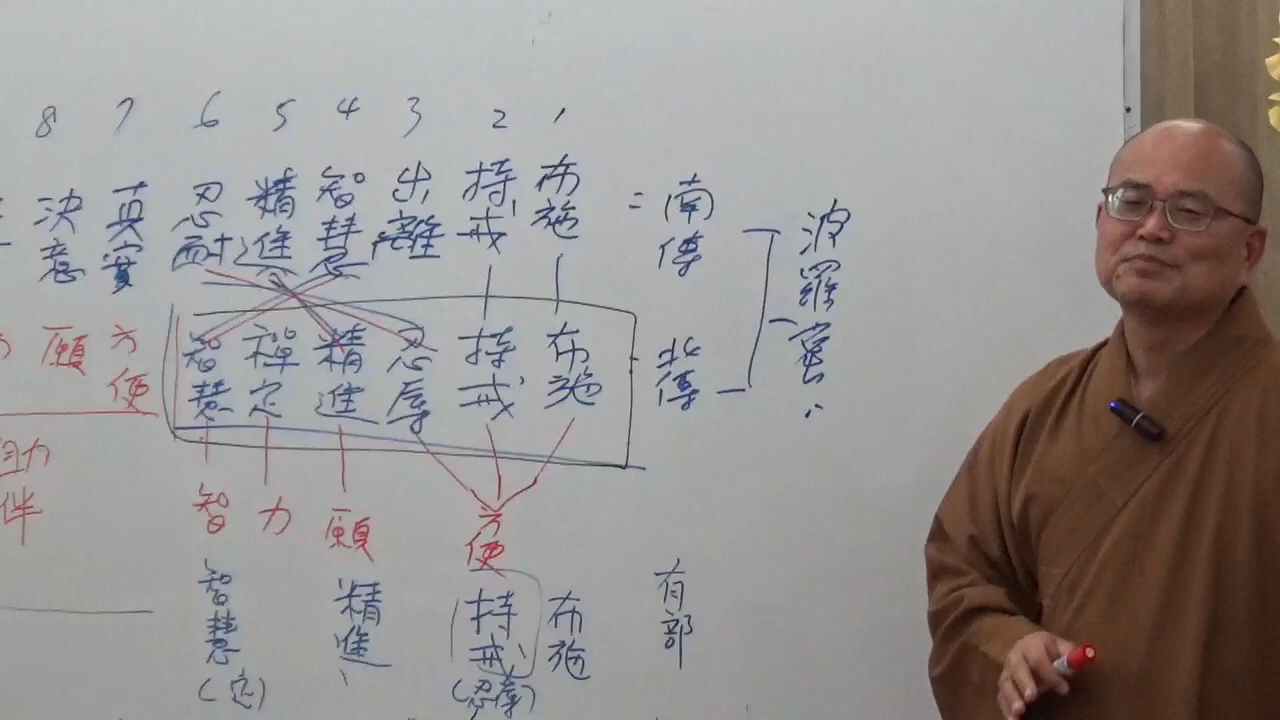 波羅蜜
南傳
1 布施
2 持戒
3 出離
4 智慧
5 精進
6 忍耐
7 真實
8 決意
北傳
布施
持戒
忍辱
精進
禪定
智慧
方便
願
方便
願
力
智
有部
布施
持戒
(忍辱)
精進
智慧
(定)
件